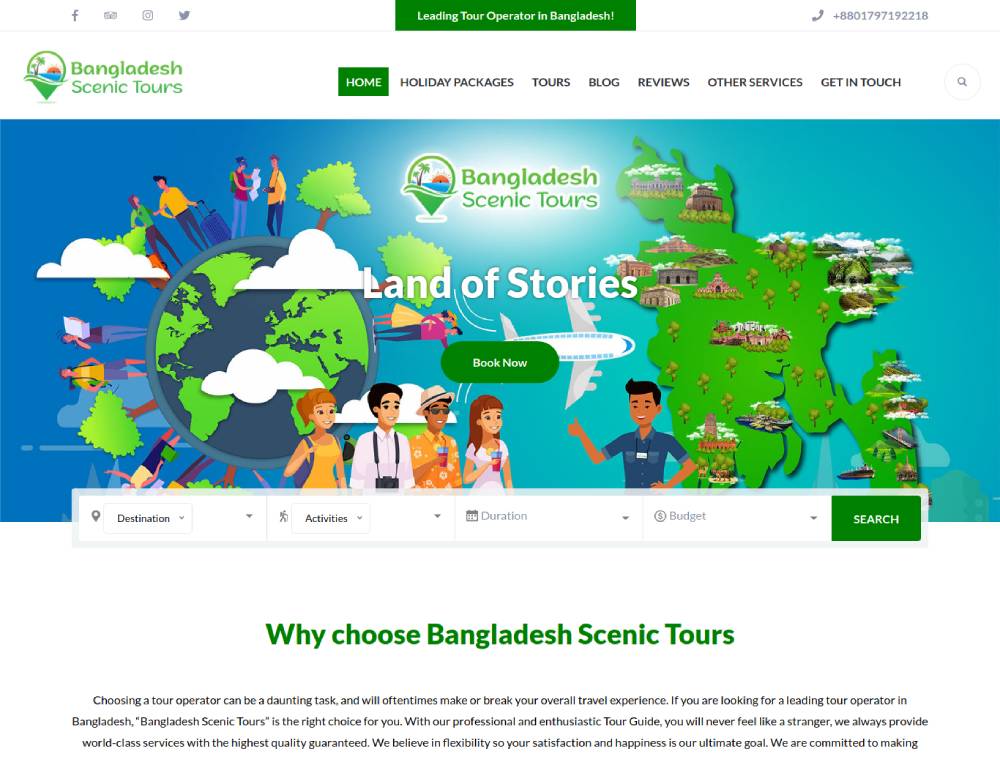 Leading Tour Operator In Bangladesh!
+8801797192218
Bangladesh
Scenic Tours
HOME
HOLIDAY PACKAGES
TOURS
BLOG
REVIEWS
OTHER SERVICES
GET IN TOUCH
Bangladesh
Scenic Tours
Land of Stories
Book Now
Destination
Activities
Duration
Budget
SEARCH
Why choose Bangladesh Scenic Tours
Choosing a tour operator can be a daunting task, and will oftentimes make or break your overall travel experience. If you are looking for a leading tour operator in
Bangladesh, “Bangladesh Scenic Tours” is the right choice for you. With our professional and enthusiastic Tour Guide, you will never feel like a stranger, we always provide
world-class services with the highest quality guaranteed. We believe in flexibility so your satisfaction and happiness is our ultimate goal. We are committed to making